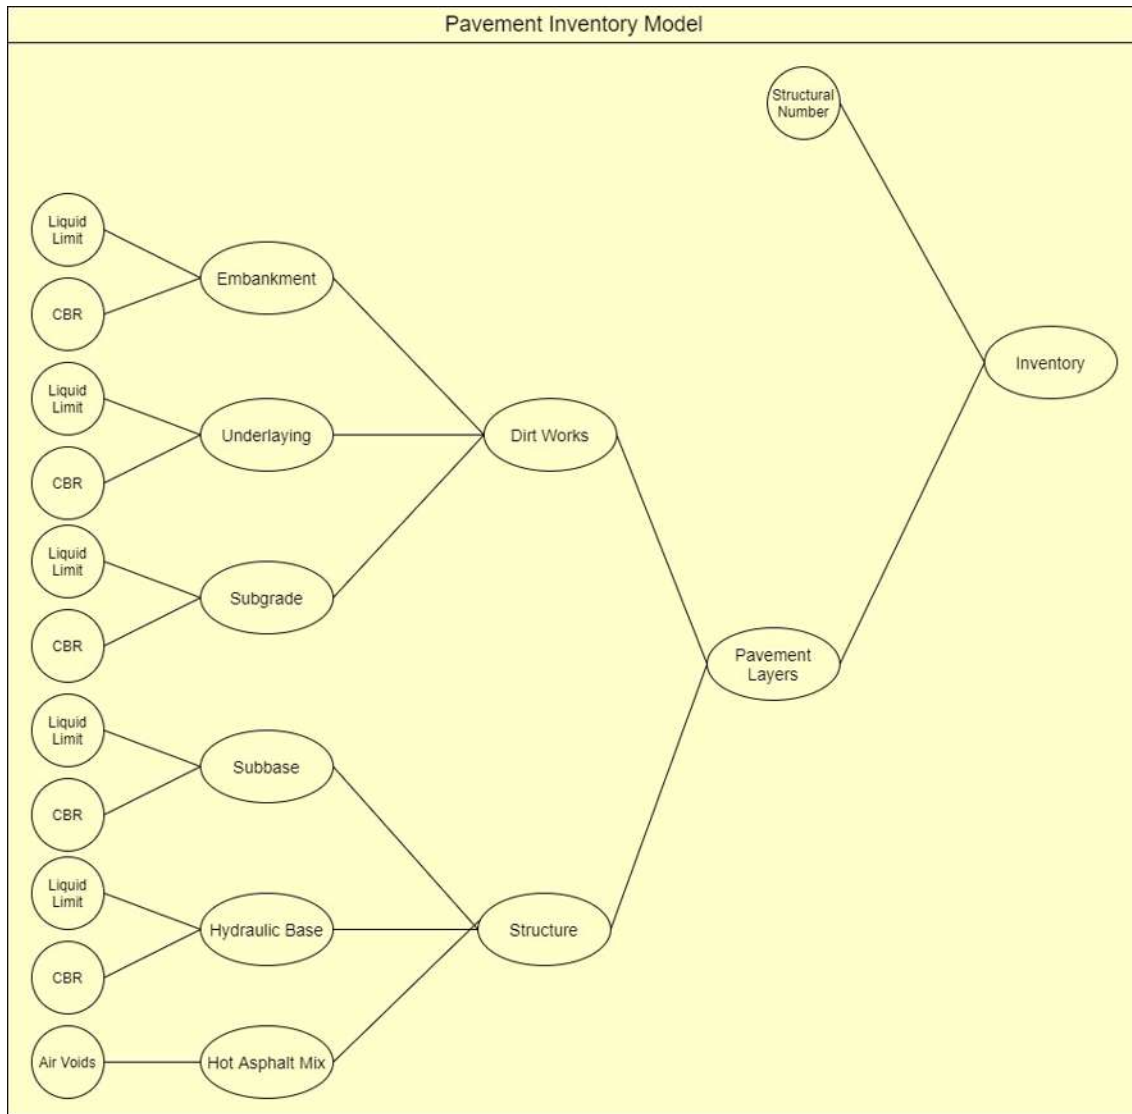 Pavement Inventory Model
Structural
Number
Liquid
Limit
Embankment
CBR
Inventory
Liquid
Limit
Underlaying
Dirt Works
CBR
Liquid
Limit
Subgrade
CBR
Pavement
Layers
Liquid
Limit
Subbase
CBR
Liquid
Limit
Hydraulic Base
Structure
CBR
Air Voids
Hot Asphalt Mix